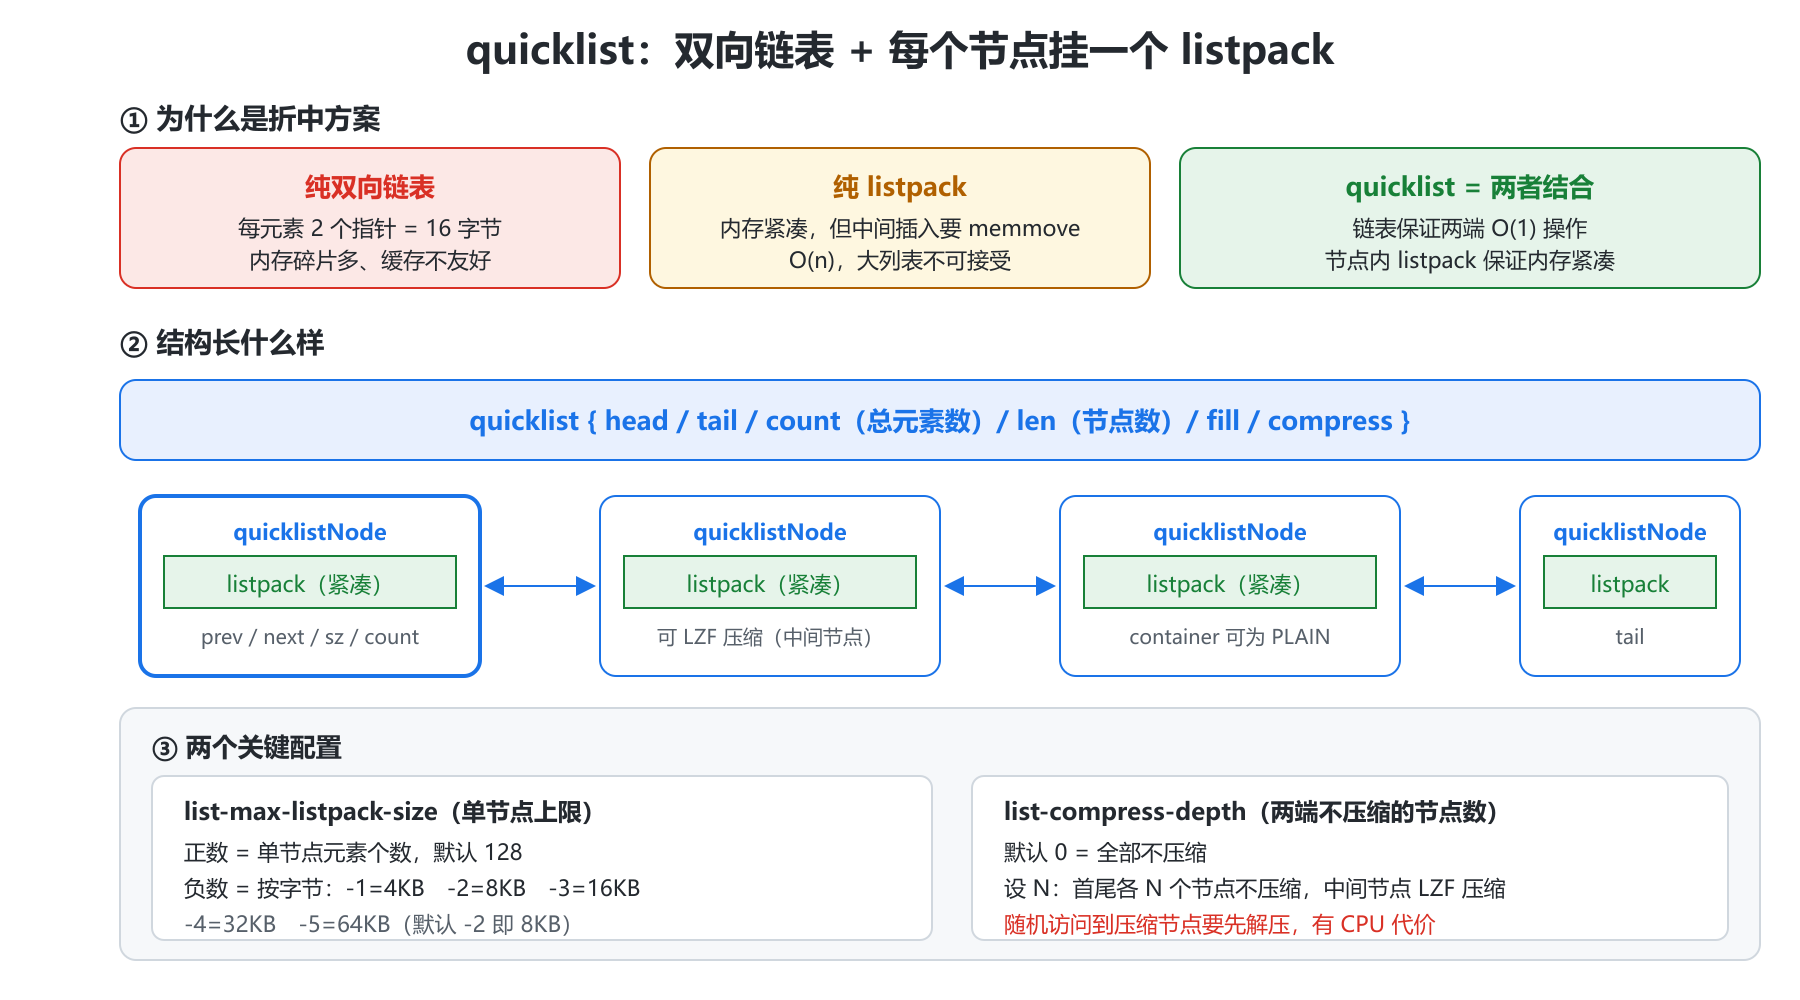 quicklist：双向链表 + 每个节点挂一个 listpack
① 为什么是折中方案
纯双向链表
每元素 2 个指针 = 16 字节
内存碎片多、缓存不友好
纯 listpack
内存紧凑，但中间插入要 memmove
O(n)，大列表不可接受
quicklist = 两者结合
链表保证两端 O(1) 操作
节点内 listpack 保证内存紧凑
② 结构长什么样
quicklist { head / tail / count（总元素数）/ len（节点数）/ fill / compress }
quicklistNode
listpack（紧凑）
prev / next / sz / count
quicklistNode
listpack（紧凑）
可 LZF 压缩（中间节点）
quicklistNode
listpack（紧凑）
container 可为 PLAIN
quicklistNode
listpack
tail
③ 两个关键配置
list-max-listpack-size（单节点上限）
正数 = 单节点元素个数，默认 128
负数 = 按字节：-1=4KB　-2=8KB　-3=16KB
-4=32KB　-5=64KB（默认 -2 即 8KB）
list-compress-depth（两端不压缩的节点数）
默认 0 = 全部不压缩
设 N：首尾各 N 个节点不压缩，中间节点 LZF 压缩
随机访问到压缩节点要先解压，有 CPU 代价